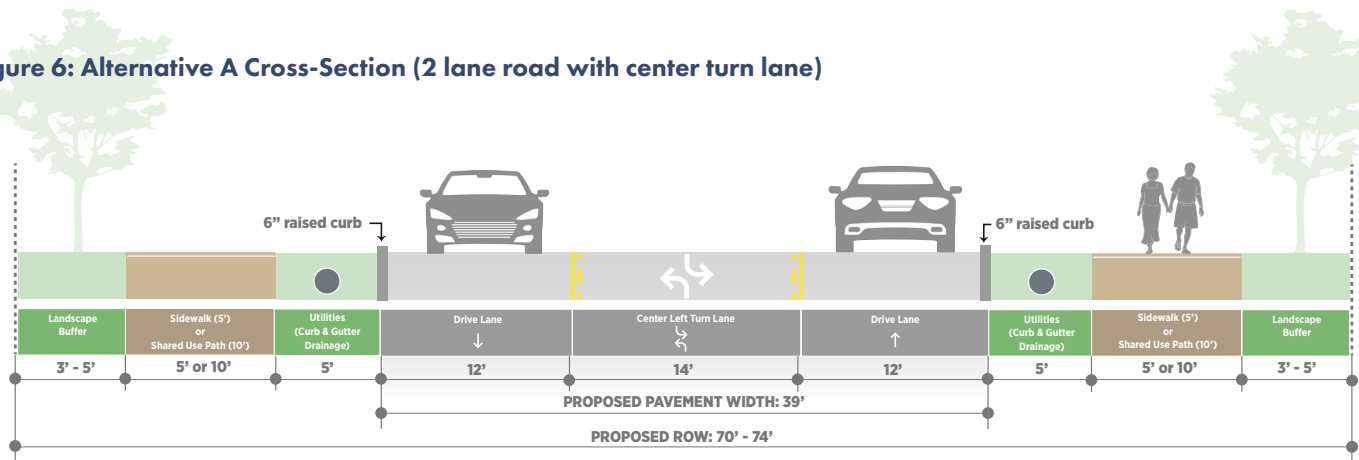 gure 6: Alternative A Cross-Section (2 lane road with center turn lane)
6” raised curb
6” raised curb
Landscape
Buffer
Sidewalk (5’)
or
Shared Use Path (10’)
Utilities
(Curb & Gutter
Drainage)
Drive Lane
Center Left Turn Lane
Drive Lane
Utilities
(Curb & Gutter
Drainage)
Sidewalk (5’)
or
Shared Use Path (10’)
Landscape
Buffer
3’ - 5’
5’ or 10’
5’
12’
14’
12’
5’
5’ or 10’
3’ - 5’
PROPOSED PAVEMENT WIDTH: 39’
PROPOSED ROW: 70’ - 74’